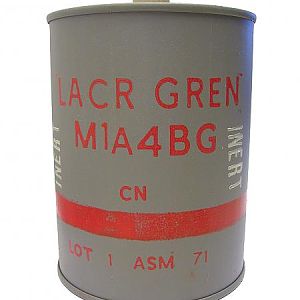 LACR GREN
M1A4BG
CN
LOT 1 ASM 71
INERT
INERT